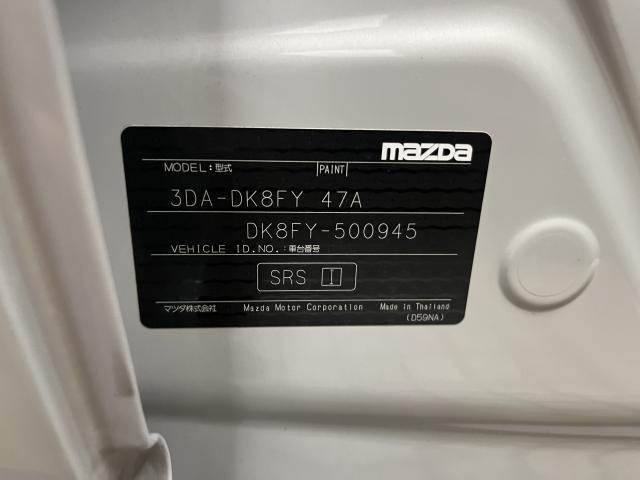 mazda
MODEL:型式 PAINT
3DA-DK8FY 47A
DK8FY-500945
VEHICLE ID.NO.:車台番号
SRS I
マツダ株式会社 Mazda Motor Corporation Made in Thailand
(D59NA)